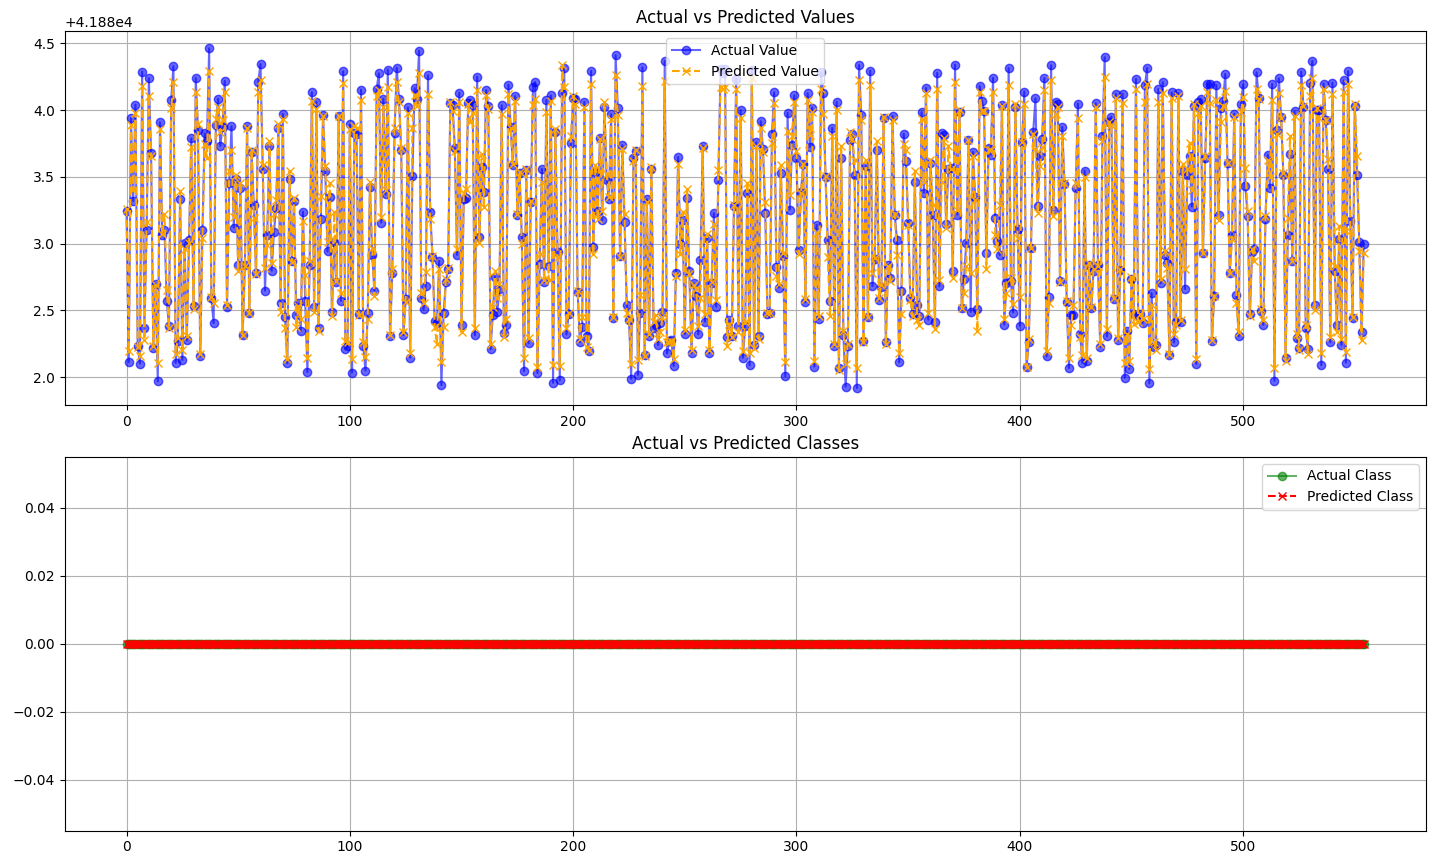 Actual vs Predicted Values
+4.188e4
4.5
4.0
3.5
3.0
2.5
2.0
Actual Value
Predicted Value
0 100 200 300 400 500
Actual vs Predicted Classes
0.04
0.02
0.00
−0.02
−0.04
Actual Class
Predicted Class
0 100 200 300 400 500